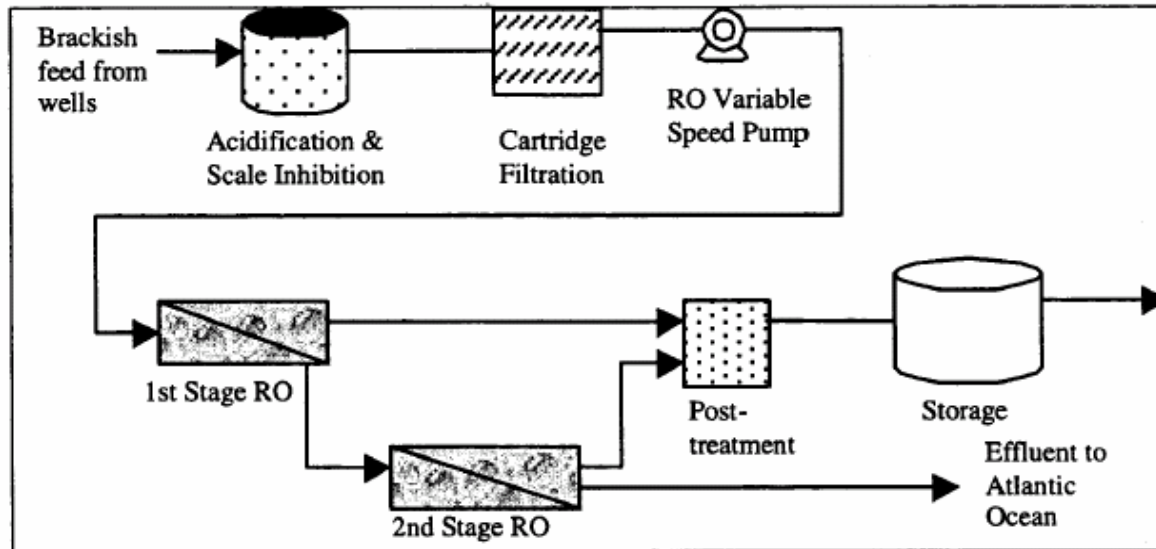 Brackish
feed from
wells
Acidification &
Scale Inhibition
Cartridge
Filtration
RO Variable
Speed Pump
1st Stage RO
2nd Stage RO
Post-
treatment
Storage
Effluent to
Atlantic
Ocean